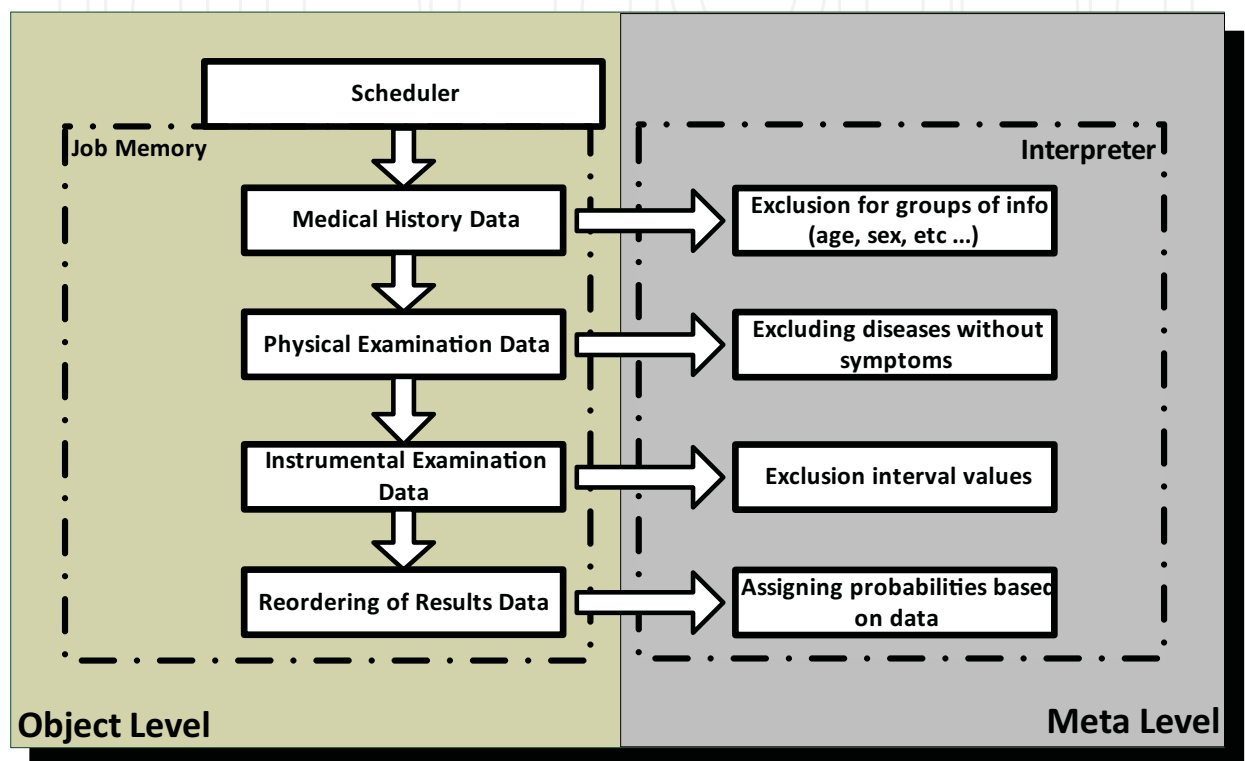 Scheduler
Job Memory
Interpreter
Medical History Data
Exclusion for groups of info
(age, sex, etc ...)
Physical Examination Data
Excluding diseases without
symptoms
Instrumental Examination
Data
Exclusion interval values
Reordering of Results Data
Assigning probabilities based
on data
Object Level
Meta Level